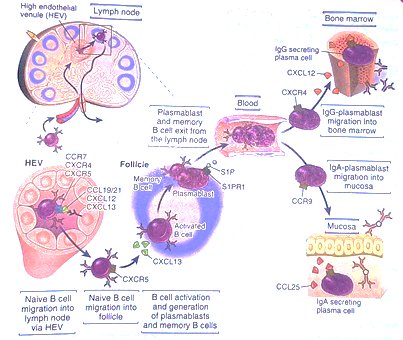 High endothelial
venule (HEV)
Lymph node
Bone marrow
IgG secreting
plasma cell
CXCL12
CXCR4
Plasmablast
and memory
B cell exit from
the lymph node
Blood
IgG-plasmablast
migration into
bone marrow
HEV
CCR7
CXCR4
CXCR5
CCL19/21
CXCL12
CXCL13
Follicle
Memory
B cell
S1P
S1PR1
Plasmablast
IgA-plasmablast
migration into
mucosa
CCR9
Activated
B cell
CXCL13
CXCR5
Mucosa
CCL25
IgA secreting
plasma cell
Naive B cell
migration into
lymph node
via HEV
Naive B cell
migration into
follicle
B cell activation
and generation
of plasmablasts
and memory B cells